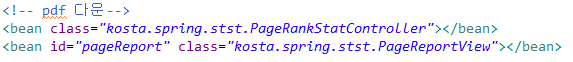 <!-- pdf 다운-->
<bean class="kosta.spring.stst.PageRankStatController"></bean>
<bean id="pageReport" class="kosta.spring.stst.PageReportView"></bean>